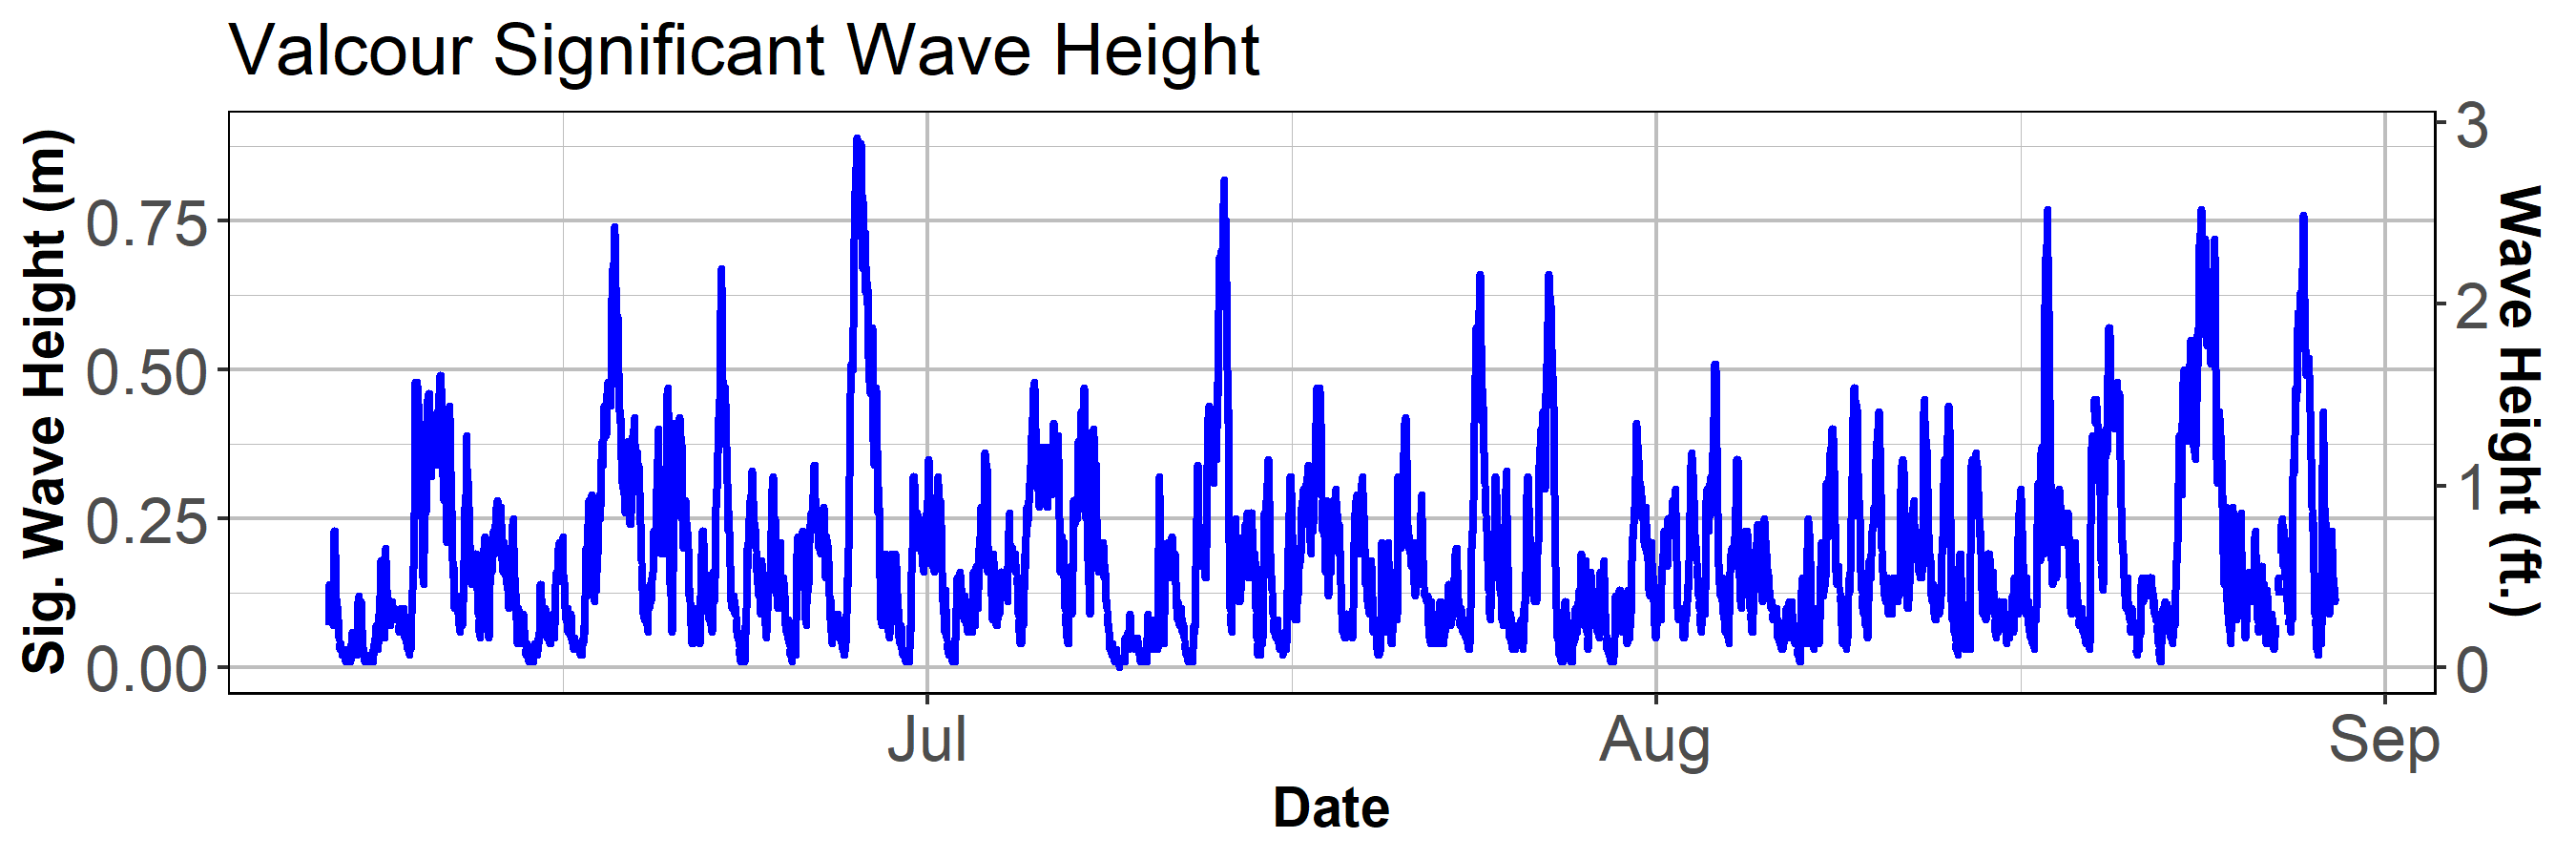 Valcour Significant Wave Height
Sig. Wave Height (m)
0.75
0.50
0.25
0.00
3
2
1
0
Wave Height (ft.)
Jul
Aug
Sep
Date